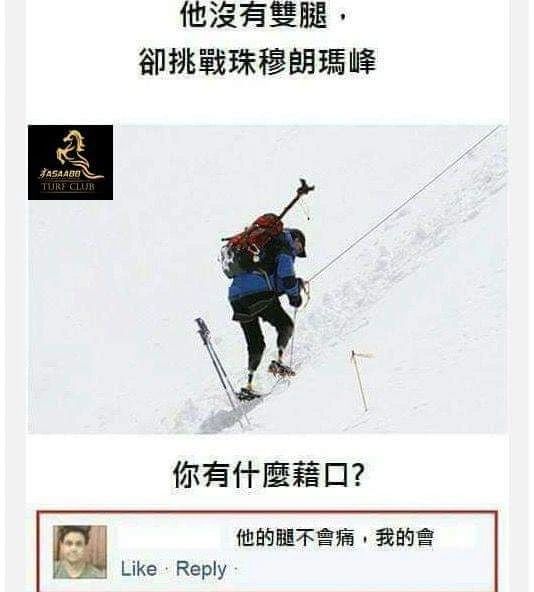 他沒有雙腿，
卻挑戰珠穆朗瑪峰
HASAABO
TURF CLUB
你有什麼藉口?
他的腿不會痛，我的會
Like · Reply ·